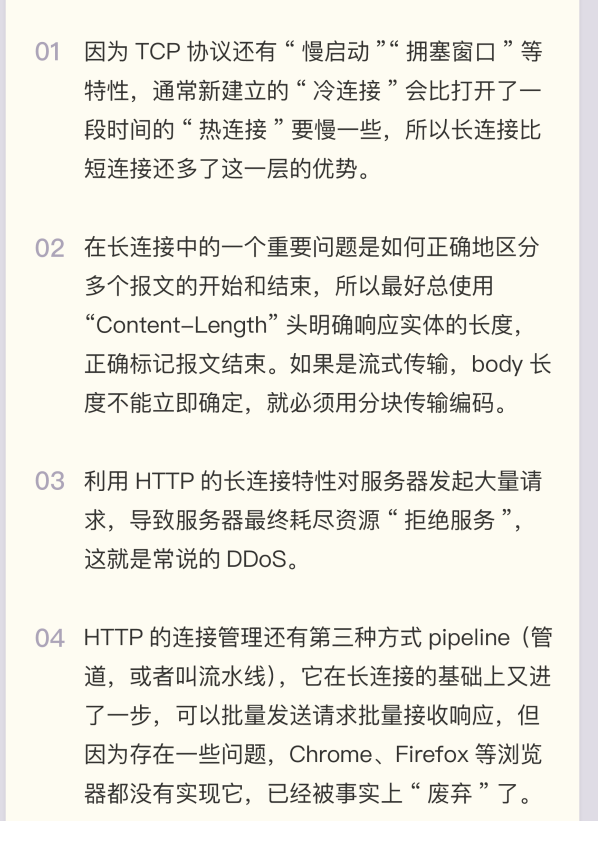 01 因为 TCP 协议还有 “ 慢启动 ”“ 拥塞窗口 ” 等
特性，通常新建立的 “ 冷连接 ” 会比打开了一
段时间的 “ 热连接 ” 要慢一些，所以长连接比
短连接还多了这一层的优势。
02 在长连接中的一个重要问题是如何正确地区分
多个报文的开始和结束，所以最好总使用
“Content-Length” 头明确响应实体的长度，
正确标记报文结束。如果是流式传输，body 长
度不能立即确定，就必须用分块传输编码。
03 利用 HTTP 的长连接特性对服务器发起大量请
求，导致服务器最终耗尽资源 “ 拒绝服务 ”，
这就是常说的 DDoS。
04 HTTP 的连接管理还有第三种方式 pipeline（管
道，或者叫流水线），它在长连接的基础上又进
了一步，可以批量发送请求批量接收响应，但
因为存在一些问题，Chrome、Firefox 等浏览
器都没有实现它，已经被事实上 “ 废弃 ” 了。